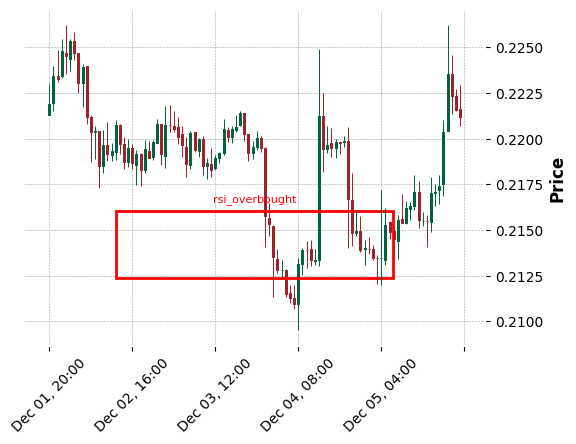 0.2250
0.2225
0.2200
0.2175
0.2150
0.2125
0.2100
Price
rsi_overbought
Dec 01, 20:00
Dec 02, 16:00
Dec 03, 12:00
Dec 04, 08:00
Dec 05, 04:00